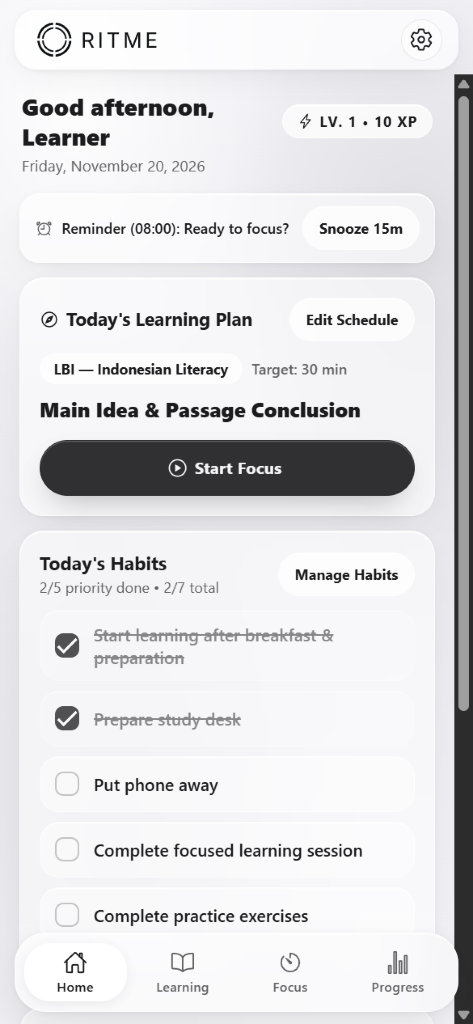 RITME
Good afternoon,
Learner
LV. 1 • 10 XP
Friday, November 20, 2026
Reminder (08:00): Ready to focus?
Snooze 15m
Today's Learning Plan
Edit Schedule
LBI — Indonesian Literacy
Target: 30 min
Main Idea & Passage Conclusion
Start Focus
Today's Habits
2/5 priority done • 2/7 total
Manage Habits
Start learning after breakfast &
preparation
Prepare study desk
Put phone away
Complete focused learning session
Complete practice exercises
Home
Learning
Focus
Progress